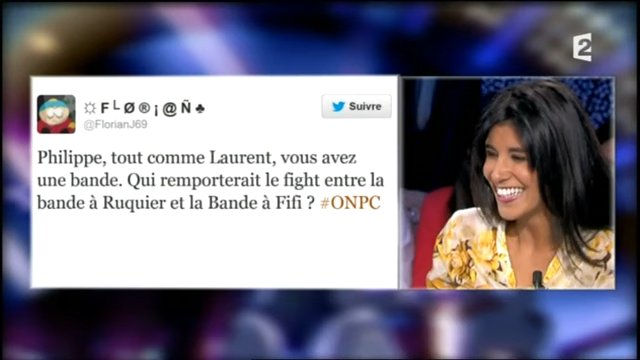 2
☼ F └ Ø ® ¡ @ Ñ ♣
@FlorianJ69
Suivre
Philippe, tout comme Laurent, vous avez
une bande. Qui remporterait le fight entre la
bande à Ruquier et la Bande à Fifi ? #ONPC